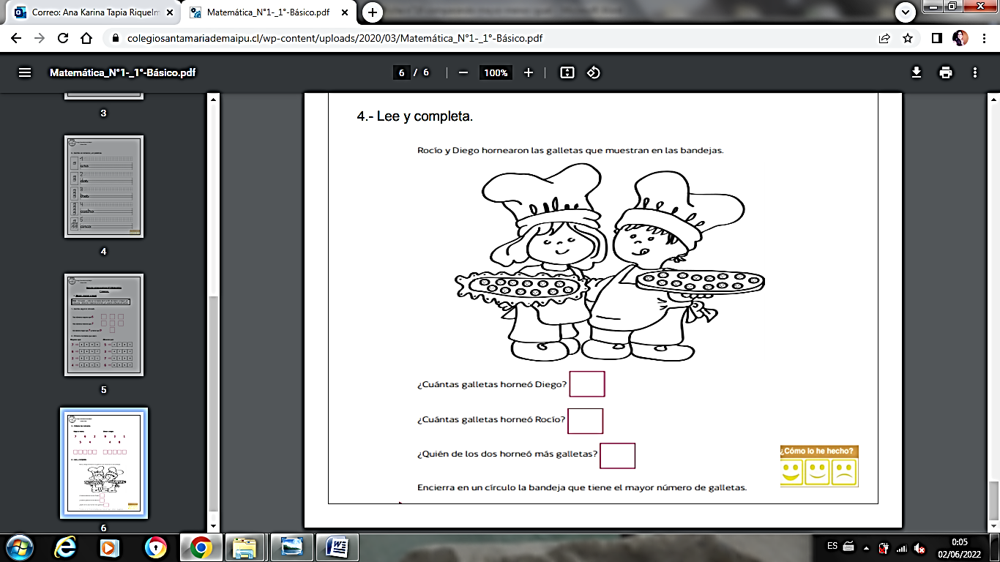 Correo: Ana Karina Tapia Riquelm
Matemática_N°1-_1°-Básico.pdf
colegiosantamariademaipu.cl/wp-content/uploads/2020/03/Matemática_N°1-_1°-Básico.pdf
Matemática_N°1-_1°-Básico.pdf
6 / 6
100%
3
4
5
6
4.- Lee y completa.
Rocío y Diego hornearon las galletas que muestran en las bandejas.
¿Cuántas galletas horneó Diego?
¿Cuántas galletas horneó Rocío?
¿Quién de los dos horneó más galletas?
¿Cómo lo he hecho?
Encierra en un círculo la bandeja que tiene el mayor número de galletas.
ES
0:05
02/06/2022